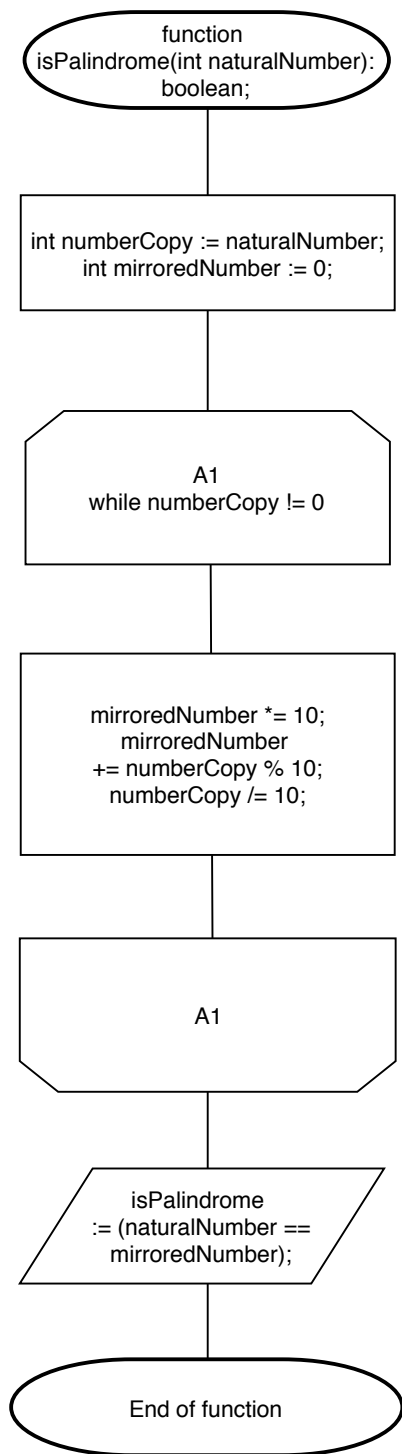 function
isPalindrome(int naturalNumber):
boolean;
int numberCopy := naturalNumber;
int mirroredNumber := 0;
A1
while numberCopy != 0
mirroredNumber *= 10;
mirroredNumber
+= numberCopy % 10;
numberCopy /= 10;
A1
isPalindrome
:= (naturalNumber ==
mirroredNumber);
End of function